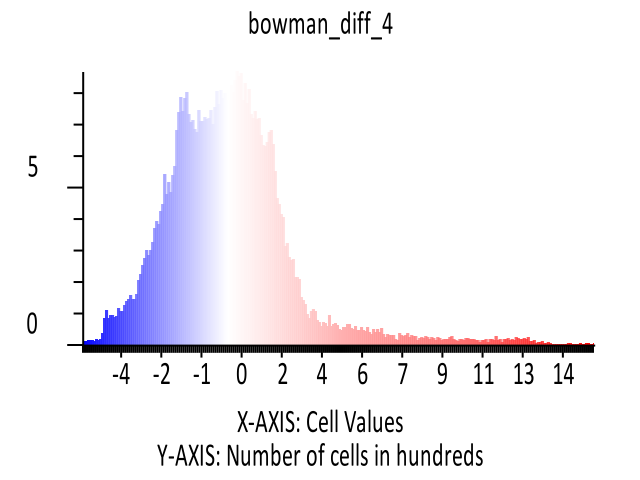 bowman_diff_4
5
0
-4 -2 -1 0 2 4 6 7 9 11 13 14
X-AXIS: Cell Values
Y-AXIS: Number of cells in hundreds